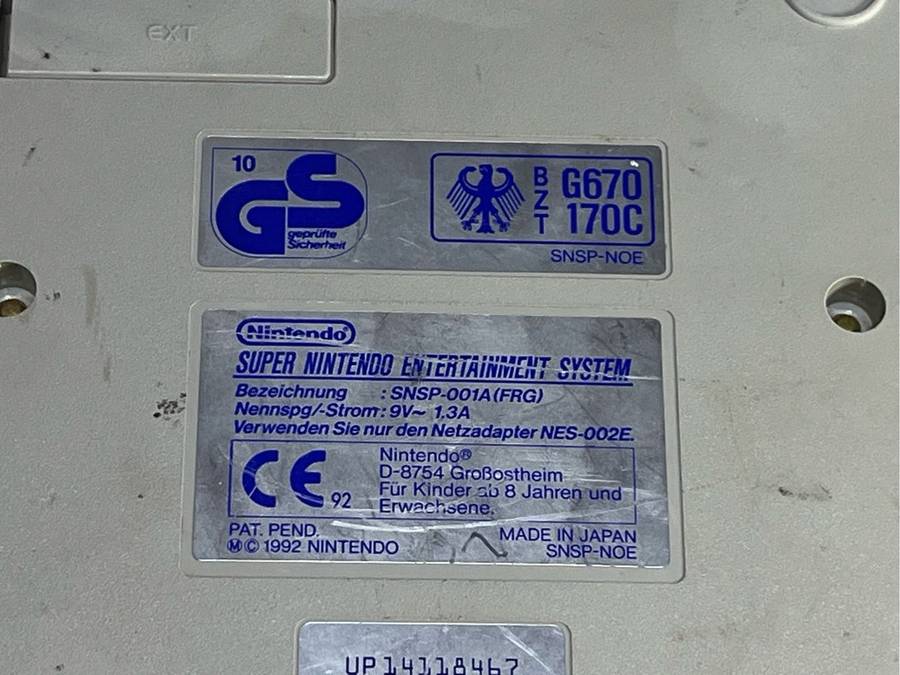 EXT
10
GS
geprüfte
Sicherheit
BZT
G670
170C
SNSP-NOE
Nintendo®
SUPER NINTENDO ENTERTAINMENT SYSTEM
Bezeichnung : SNSP-001A(FRG)
Nennspg/-Strom: 9V~ 1.3A
Verwenden Sie nur den Netzadapter NES-002E.
CE 92
Nintendo®
D-8754 Großostheim
Für Kinder ab 8 Jahren und
Erwachsene.
PAT. PEND. MADE IN JAPAN
Ⓜ© 1992 NINTENDO SNSP-NOE
UP14118467